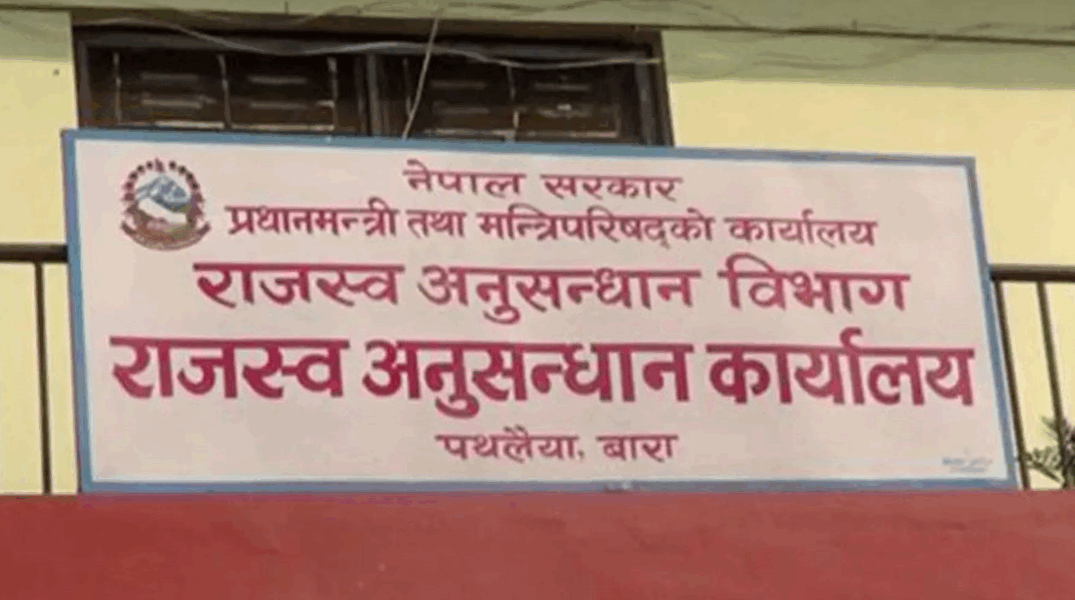 नेपाल सरकार
प्रधानमन्त्री तथा मन्त्रिपरिषद्को कार्यालय
राजस्व अनुसन्धान विभाग
राजस्व अनुसन्धान कार्यालय
पथलैया, बारा